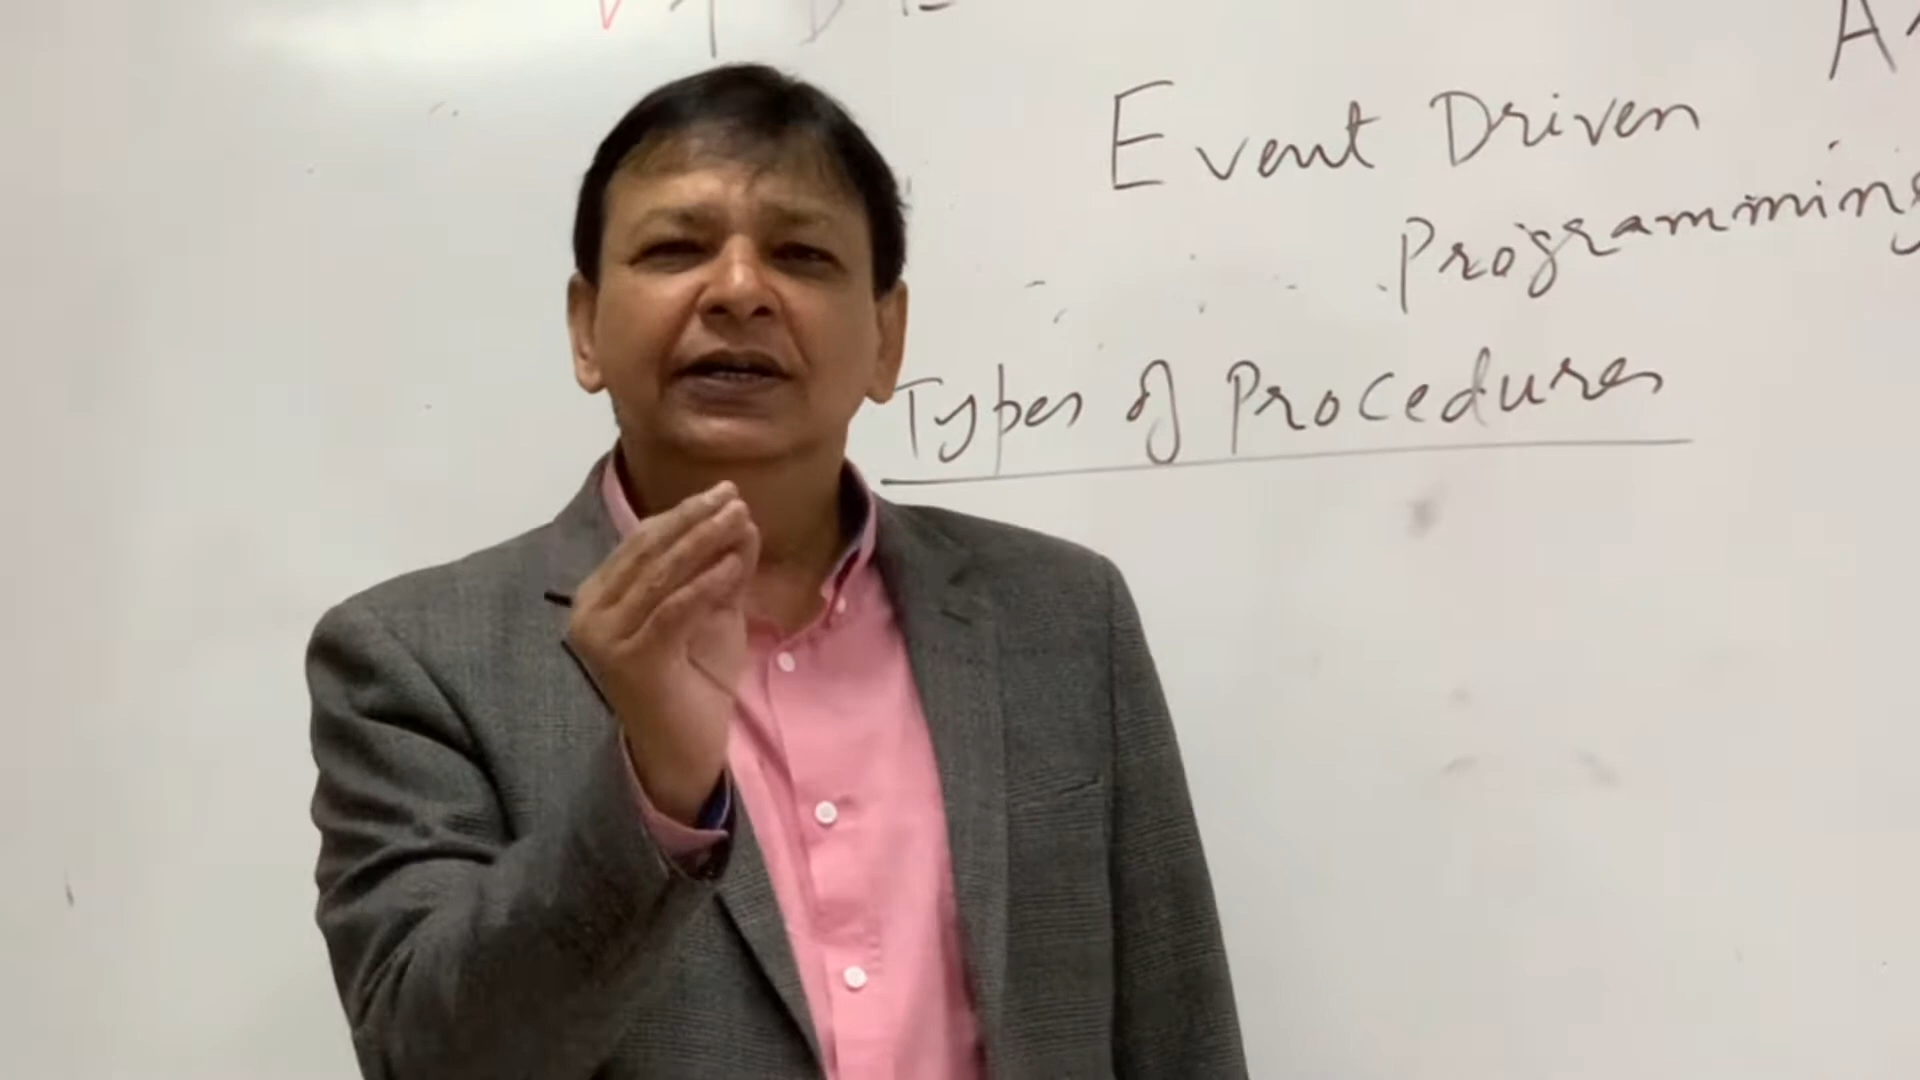 Event Driven
Programming
Types of Procedures